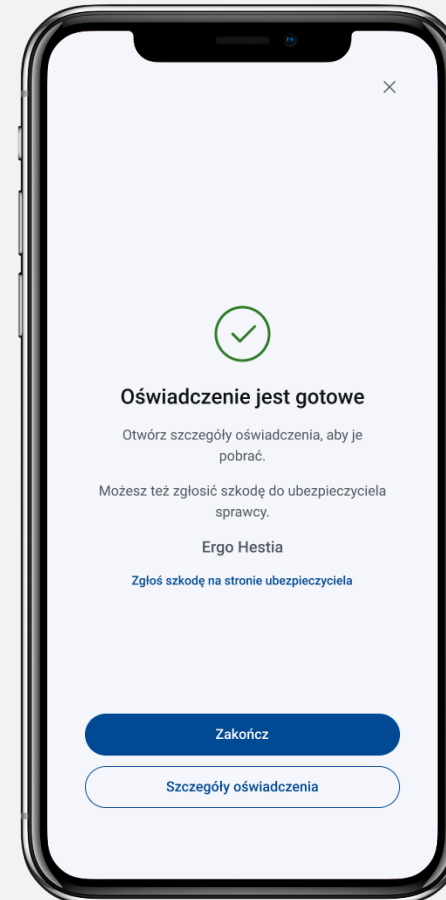 Oświadczenie jest gotowe
Otwórz szczegóły oświadczenia, aby je
pobrać.
Możesz też zgłosić szkodę do ubezpieczyciela
sprawcy.
Ergo Hestia
Zgłoś szkodę na stronie ubezpieczyciela
Zakończ
Szczegóły oświadczenia